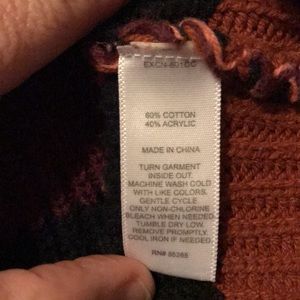 60% COTTON
40% ACRYLIC
MADE IN CHINA
TURN GARMENT
INSIDE OUT.
MACHINE WASH COLD
WITH LIKE COLORS.
GENTLE CYCLE
ONLY NON-CHLORINE
BLEACH WHEN NEEDED.
TUMBLE DRY LOW.
REMOVE PROMPTLY.
COOL IRON IF NEEDED.